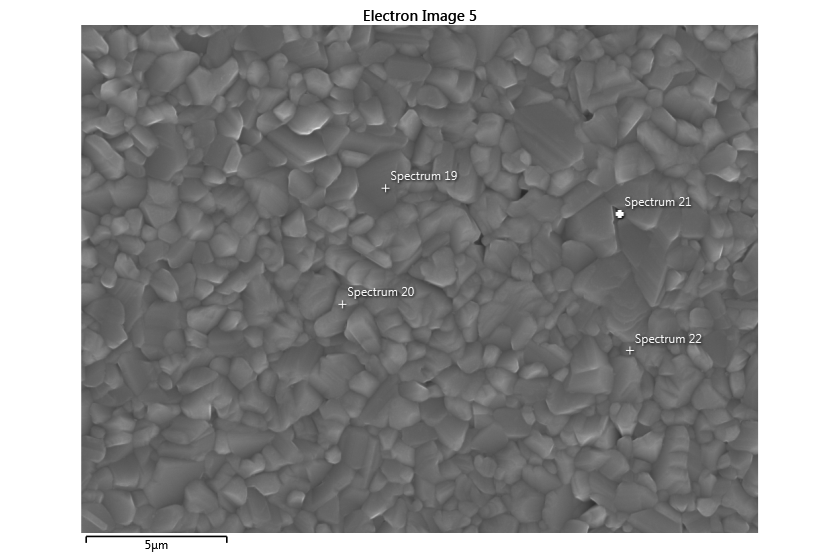 Electron Image 5
Spectrum 19
Spectrum 21
Spectrum 20
Spectrum 22
5µm